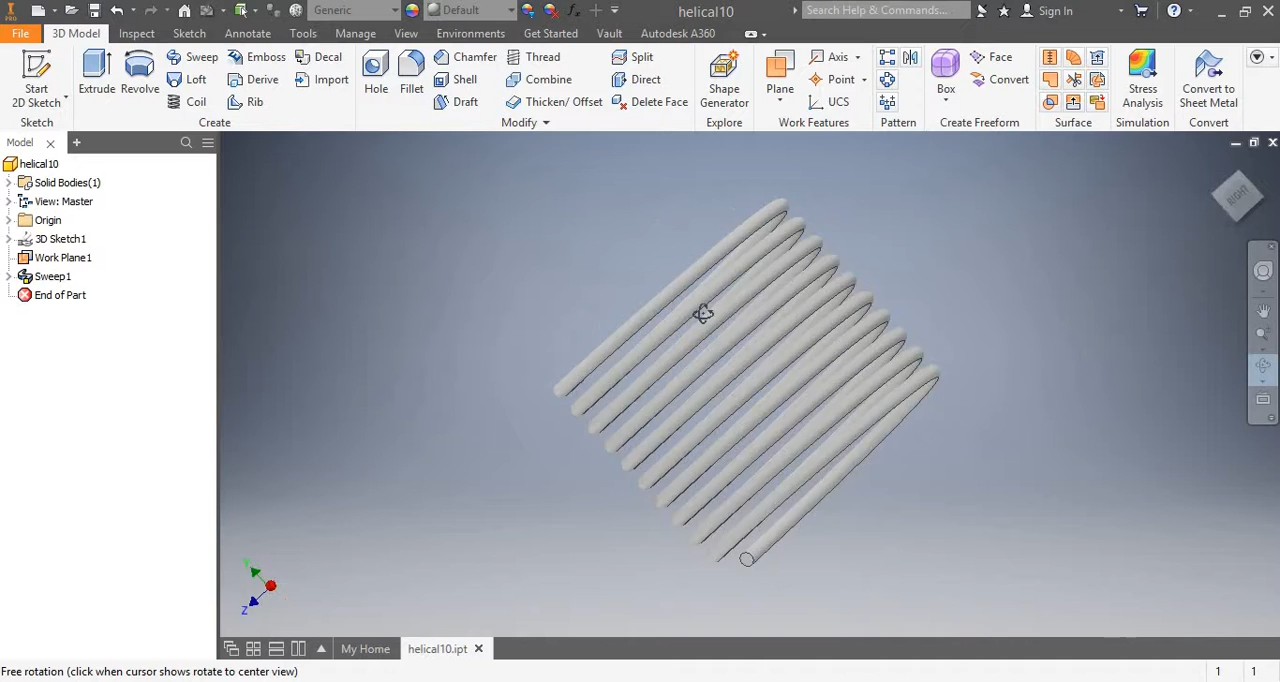 PRO
Generic
Default
helical10
Search Help & Commands...
Sign In
File
3D Model
Inspect
Sketch
Annotate
Tools
Manage
View
Environments
Get Started
Vault
Autodesk A360
Start
2D Sketch
Extrude
Revolve
Sweep
Emboss
Decal
Loft
Derive
Import
Coil
Rib
Hole
Fillet
Chamfer
Thread
Split
Shell
Combine
Direct
Draft
Thicken/ Offset
Delete Face
Shape
Generator
Plane
Axis
Point
UCS
Box
Face
Convert
Stress
Analysis
Convert to
Sheet Metal
Sketch
Create
Modify
Explore
Work Features
Pattern
Create Freeform
Surface
Simulation
Convert
Model
helical10
Solid Bodies(1)
View: Master
Origin
3D Sketch1
Work Plane1
Sweep1
End of Part
RIGHT
Y
Z
My Home
helical10.ipt
Free rotation (click when cursor shows rotate to center view)
1
1